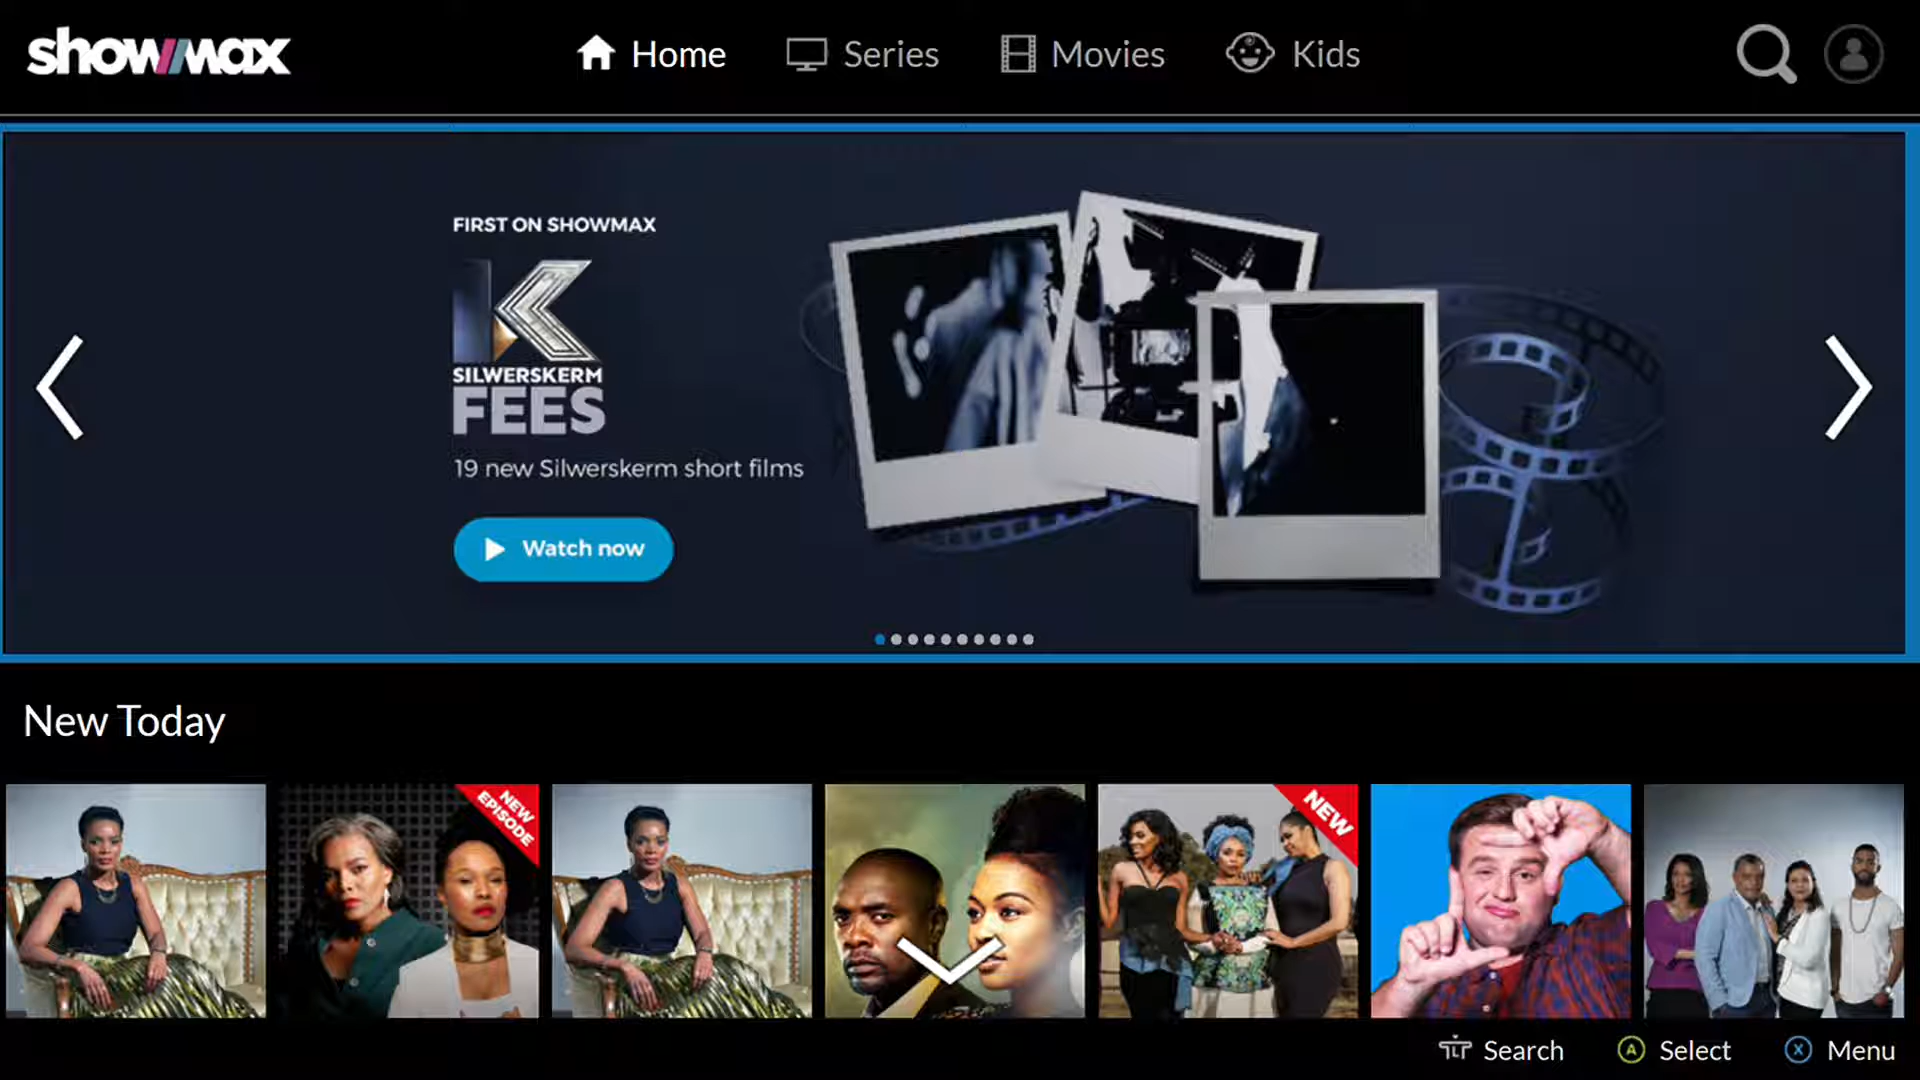 showmax
Home
Series
Movies
Kids
FIRST ON SHOWMAX
K
SILWERSKERM
FEES
19 new Silwerskerm short films
Watch now
New Today
NEW
EPISODE
NEW
Search
A
Select
X
Menu